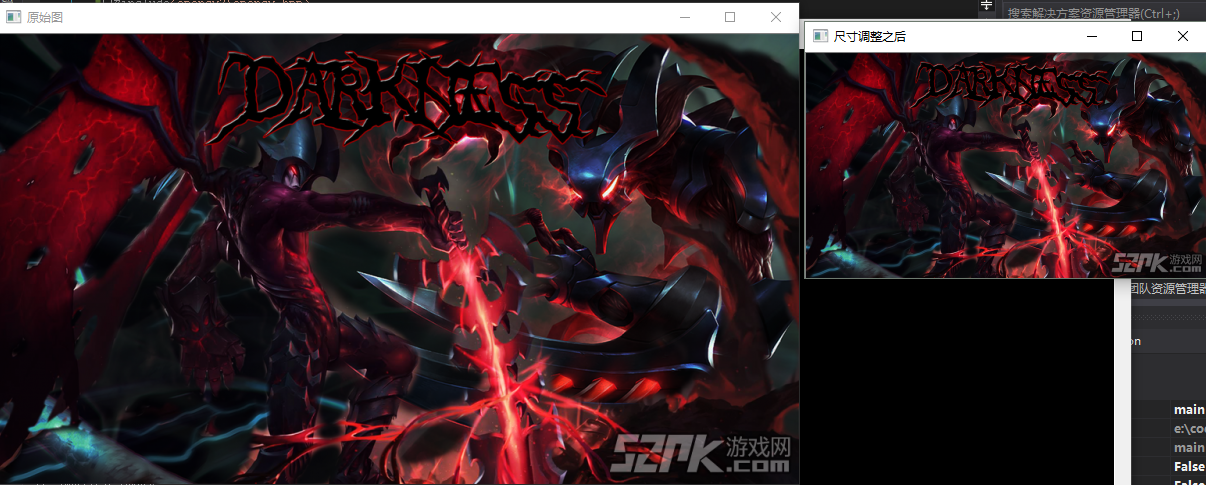 原始图
DARKNESS
52PK游戏网
.com
搜索解决方案资源管理器(Ctrl+;)
尺寸调整之后
DARKNESS
52PK游戏网
.com
团队资源管理器
on
main
e:\co
main
False
False